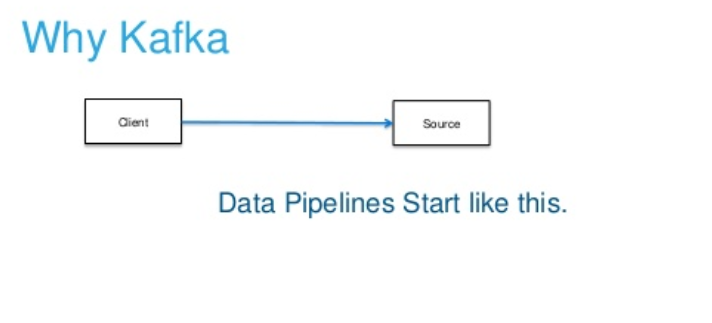 Why Kafka
Client
Source
Data Pipelines Start like this.